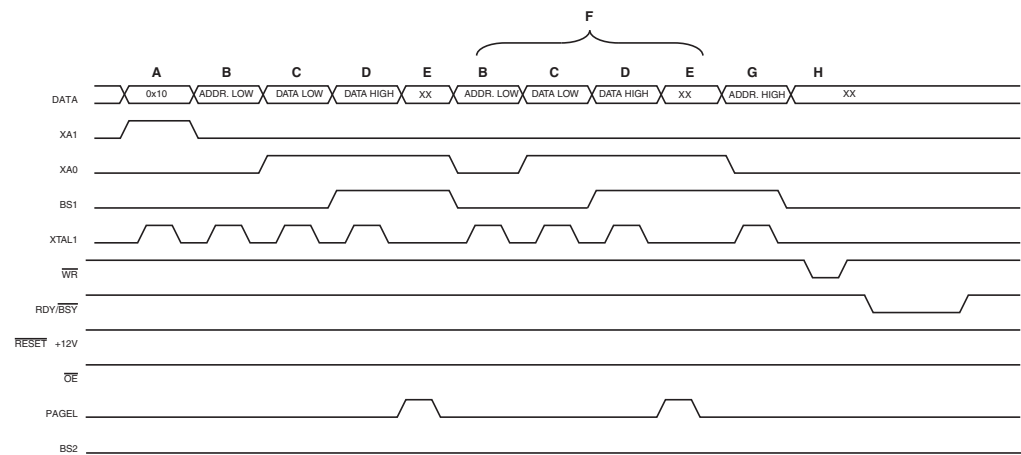 F
A B C D E B C D E G H
DATA 0x10 ADDR. LOW DATA LOW DATA HIGH XX ADDR. LOW DATA LOW DATA HIGH XX ADDR. HIGH XX
XA1
XA0
BS1
XTAL1
WR
RDY/BSY
RESET +12V
OE
PAGEL
BS2